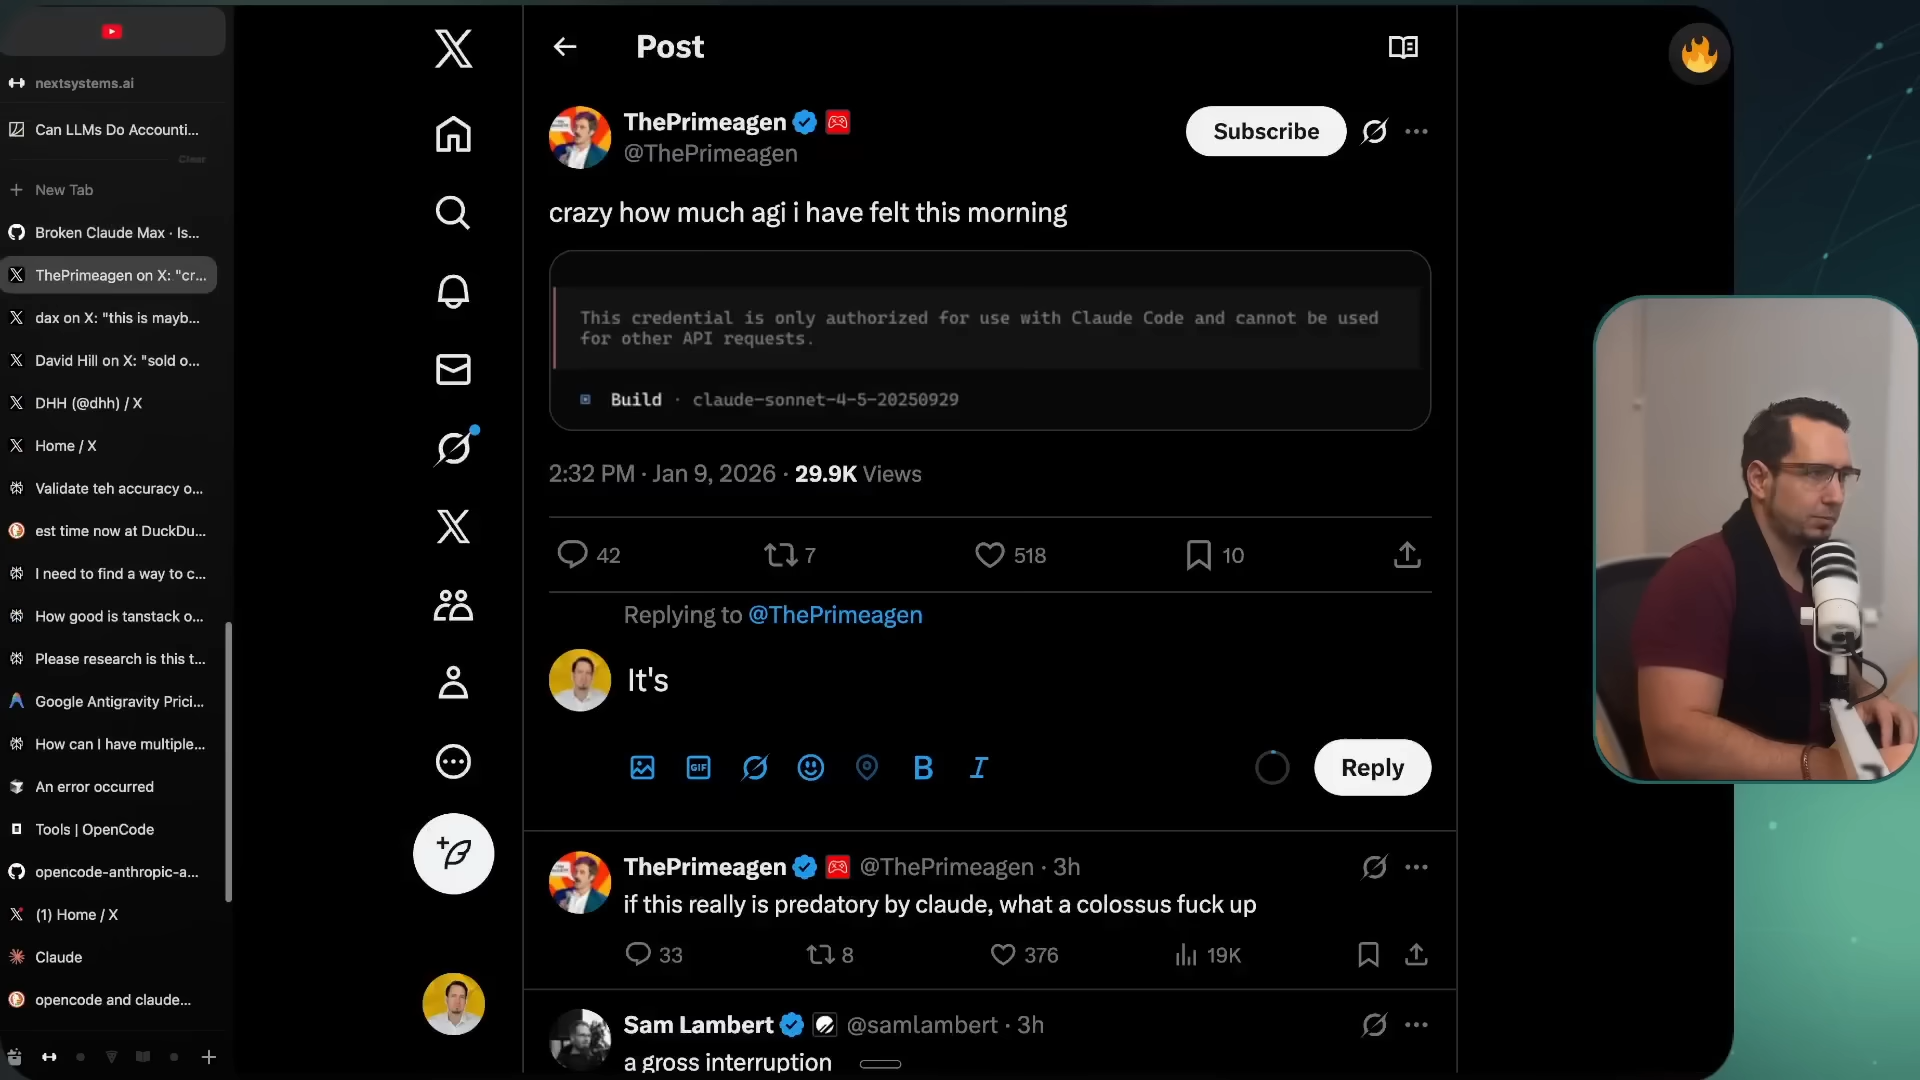 nextsystems.ai
Can LLMs Do Accounti...
Clear
New Tab
Broken Claude Max · Is...
ThePrimeagen on X: "cr...
dax on X: "this is mayb...
David Hill on X: "sold o...
DHH (@dhh) / X
Home / X
Validate teh accuracy o...
est time now at DuckDu...
I need to find a way to c...
How good is tanstack o...
Please research is this t...
Google Antigravity Prici...
How can I have multiple...
An error occurred
Tools | OpenCode
opencode-anthropic-a...
(1) Home / X
Claude
opencode and claude...
Post
ThePrimeagen
@ThePrimeagen
Subscribe
crazy how much agi i have felt this morning
This credential is only authorized for use with Claude Code and cannot be used
for other API requests.
Build · claude-sonnet-4-5-20250929
2:32 PM · Jan 9, 2026 · 29.9K Views
42 7 518 10
Replying to @ThePrimeagen
It's
GIF B I
Reply
ThePrimeagen @ThePrimeagen · 3h
if this really is predatory by claude, what a colossus fuck up
33 8 376 19K
Sam Lambert @samlambert · 3h
a gross interruption